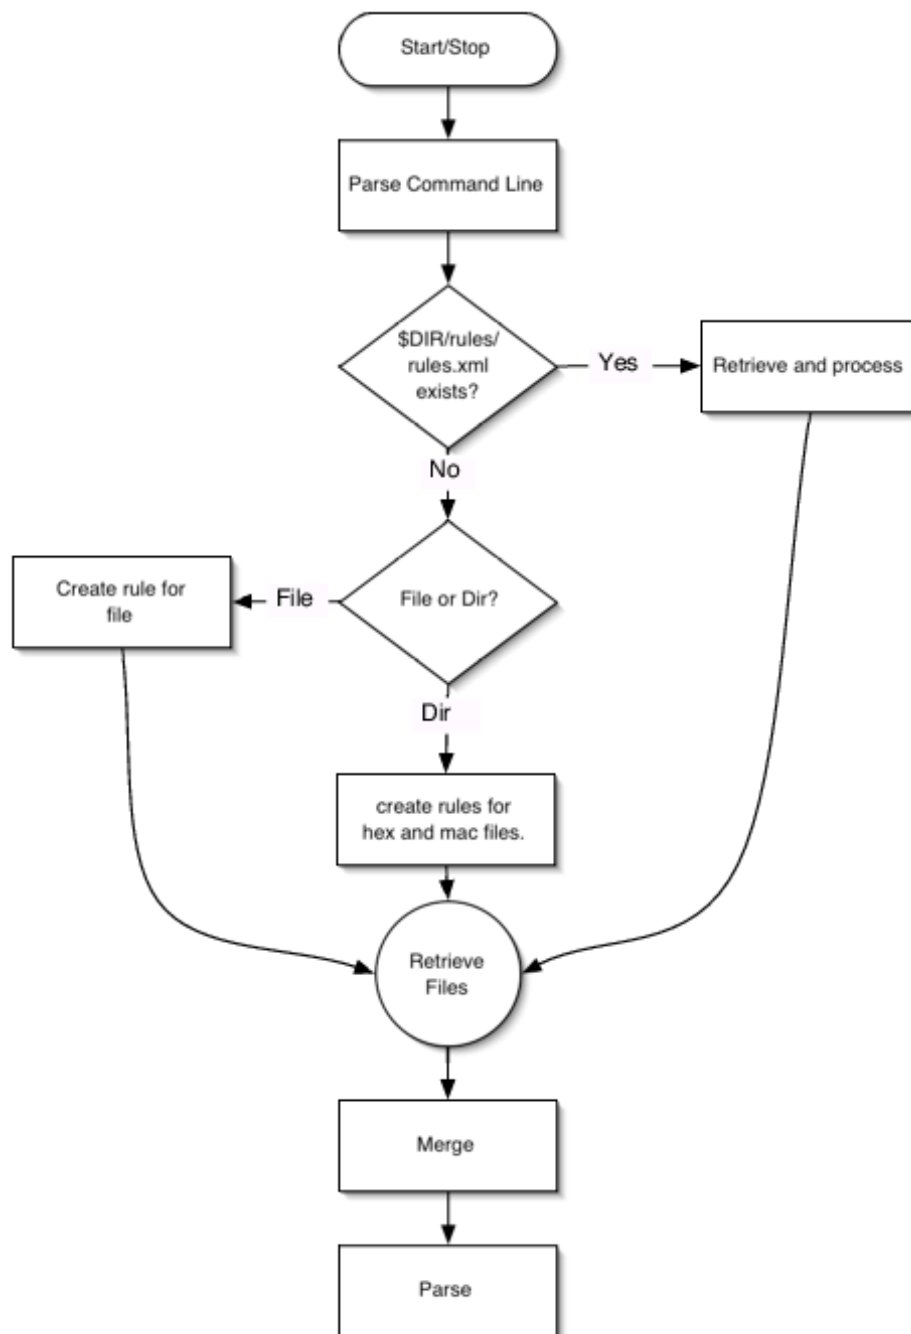 Start/Stop
Parse Command Line
$DIR/rules/
rules.xml
exists?
Yes
Retrieve and process
No
File or Dir?
File
Create rule for
file
Dir
create rules for
hex and mac files.
Retrieve
Files
Merge
Parse